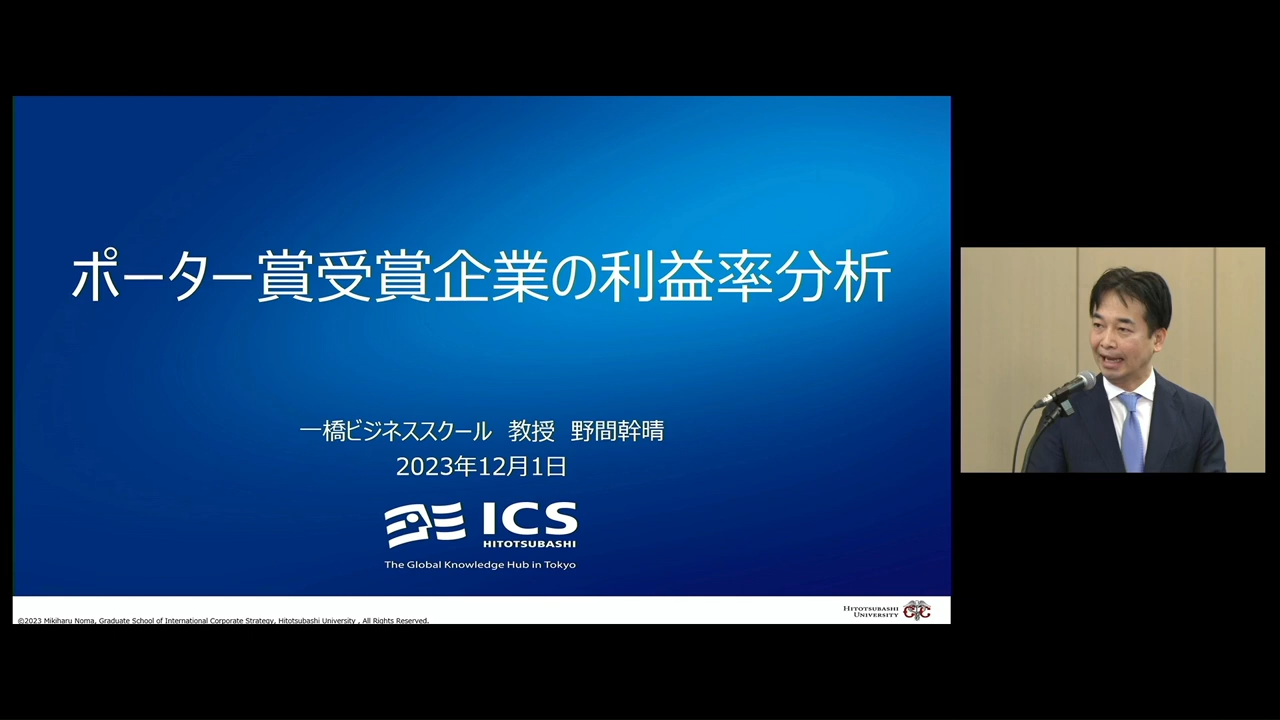 ポーター賞受賞企業の利益率分析
一橋ビジネススクール 教授 野間幹晴
2023年12月1日
ICS
HITOTSUBASHI
The Global Knowledge Hub in Tokyo
HITOTSUBASHI
UNIVERSITY
©2023 Mikiharu Noma, Graduate School of International Corporate Strategy, Hitotsubashi University , All Rights Reserved.